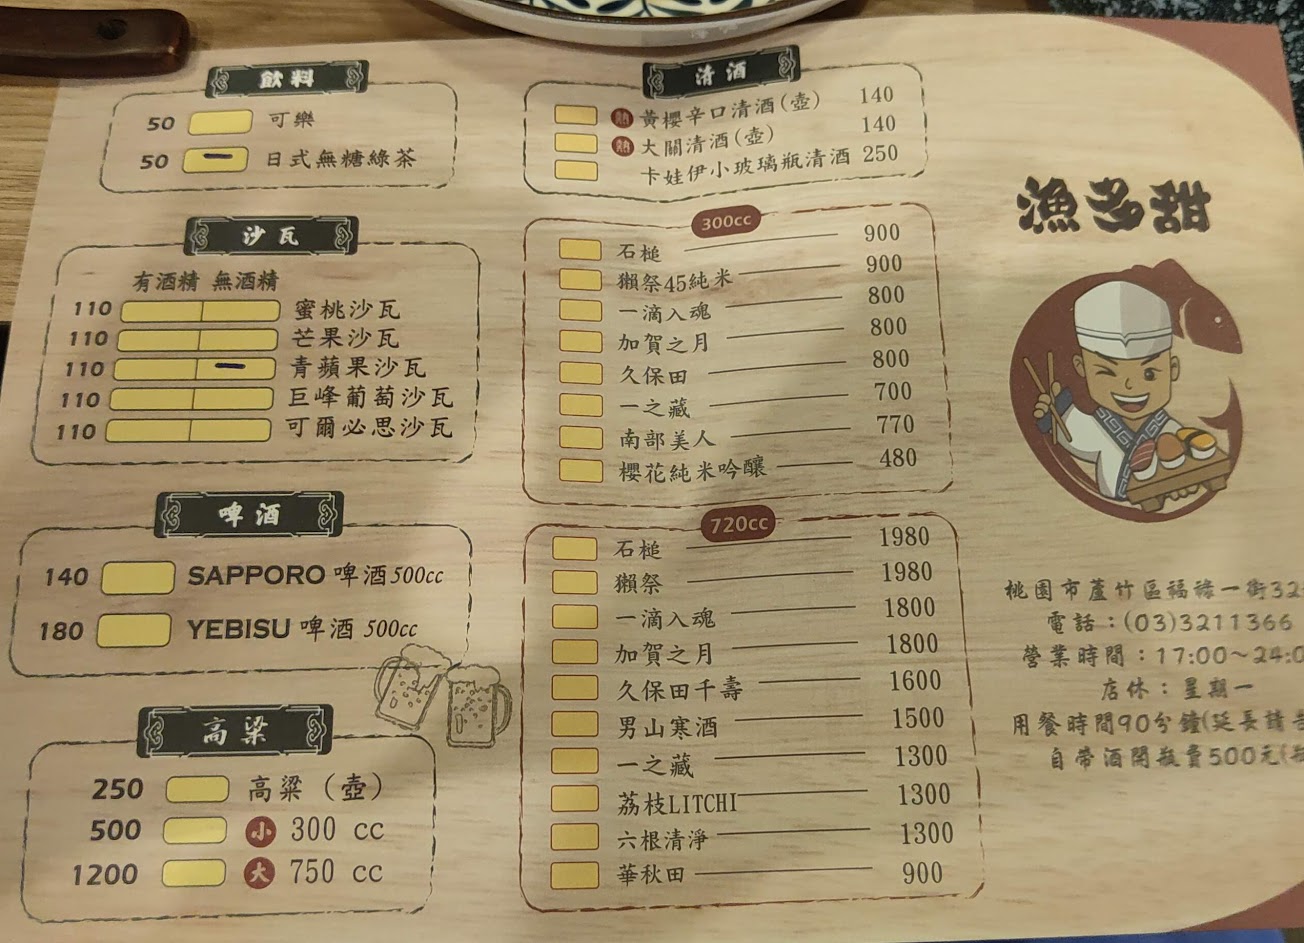 飲料
50 可樂
50 日式無糖綠茶
沙瓦
有酒精 無酒精
110 蜜桃沙瓦
110 芒果沙瓦
110 青蘋果沙瓦
110 巨峰葡萄沙瓦
110 可爾必思沙瓦
啤酒
140 SAPPORO 啤酒 500cc
180 YEBISU 啤酒 500cc
高粱
250 高粱（壺）
500 小 300 cc
1200 大 750 cc
清酒
熱 黃櫻辛口清酒(壺) 140
熱 大關清酒(壺) 140
卡娃伊小玻璃瓶清酒 250
300cc
石槌 900
獺祭45純米 900
一滴入魂 800
加賀之月 800
久保田 800
一之藏 700
南部美人 770
櫻花純米吟釀 480
720cc
石槌 1980
獺祭 1980
一滴入魂 1800
加賀之月 1800
久保田千壽 1600
男山寒酒 1500
一之藏 1300
荔枝LITCHI 1300
六根清淨 1300
華秋田 900
漁多甜
桃園市蘆竹區福祿一街32
電話：(03)3211366
營業時間：17:00～24:0
店休：星期一
用餐時間90分鐘(延長請
自帶酒開瓶費500元(